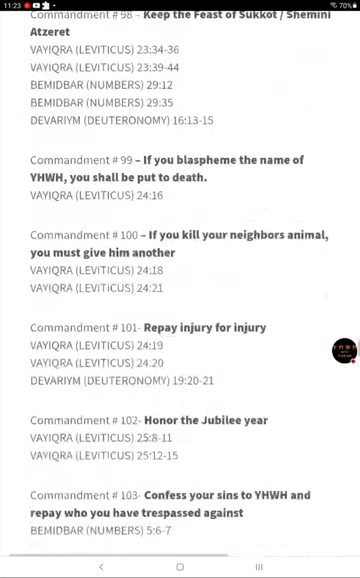 11:23
70%
Commandment # 98 – Keep the Feast of Sukkot / Shemini
Atzeret
VAYIQRA (LEVITICUS) 23:34-36
VAYIQRA (LEVITICUS) 23:39-44
BEMIDBAR (NUMBERS) 29:12
BEMIDBAR (NUMBERS) 29:35
DEVARIYM (DEUTERONOMY) 16:13-15
Commandment # 99 – If you blaspheme the name of
YHWH, you shall be put to death.
VAYIQRA (LEVITICUS) 24:16
Commandment # 100 – If you kill your neighbors animal,
you must give him another
VAYIQRA (LEVITICUS) 24:18
VAYIQRA (LEVITICUS) 24:21
Commandment # 101- Repay injury for injury
VAYIQRA (LEVITICUS) 24:19
VAYIQRA (LEVITICUS) 24:20
DEVARIYM (DEUTERONOMY) 19:20-21
Commandment # 102- Honor the Jubilee year
VAYIQRA (LEVITICUS) 25:8-11
VAYIQRA (LEVITICUS) 25:12-15
Commandment # 103- Confess your sins to YHWH and
repay who you have trespassed against
BEMIDBAR (NUMBERS) 5:6-7